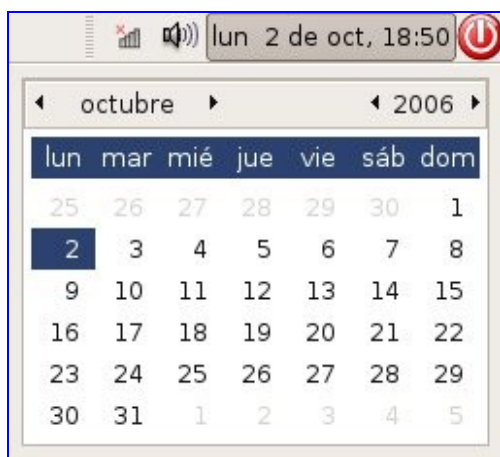 lun 2 de oct, 18:50
octubre 2006
lun mar mié jue vie sáb dom
25 26 27 28 29 30 1
2 3 4 5 6 7 8
9 10 11 12 13 14 15
16 17 18 19 20 21 22
23 24 25 26 27 28 29
30 31 1 2 3 4 5